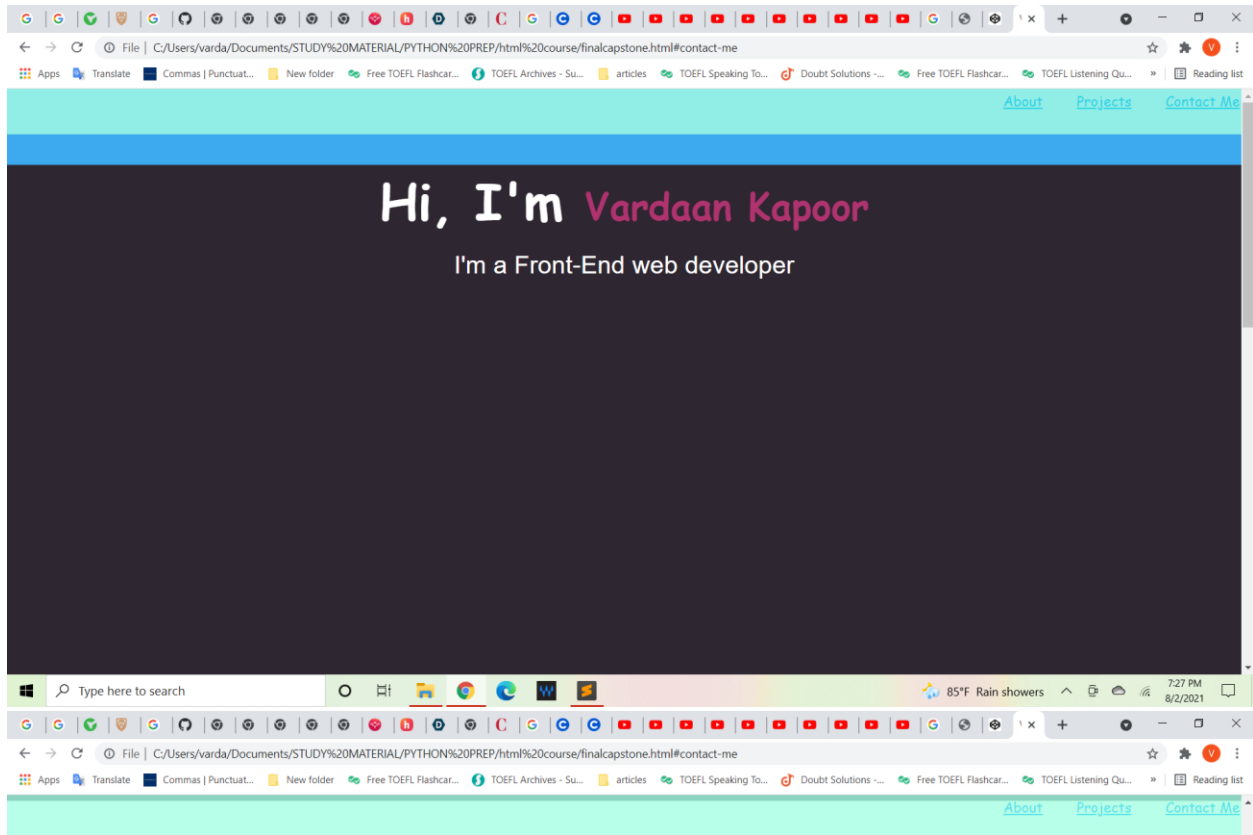 File | C:/Users/varda/Documents/STUDY%20MATERIAL/PYTHON%20PREP/html%20course/finalcapstone.html#contact-me
Apps Translate Commas | Punctuat... New folder Free TOEFL Flashcar... TOEFL Archives - Su... articles TOEFL Speaking To... Doubt Solutions -... Free TOEFL Flashcar... TOEFL Listening Qu... » Reading list
About Projects Contact Me
Hi, I'm Vardaan Kapoor
I'm a Front-End web developer
Type here to search 85°F Rain showers 7:27 PM
8/2/2021
File | C:/Users/varda/Documents/STUDY%20MATERIAL/PYTHON%20PREP/html%20course/finalcapstone.html#contact-me
Apps Translate Commas | Punctuat... New folder Free TOEFL Flashcar... TOEFL Archives - Su... articles TOEFL Speaking To... Doubt Solutions -... Free TOEFL Flashcar... TOEFL Listening Qu... » Reading list
About Projects Contact Me